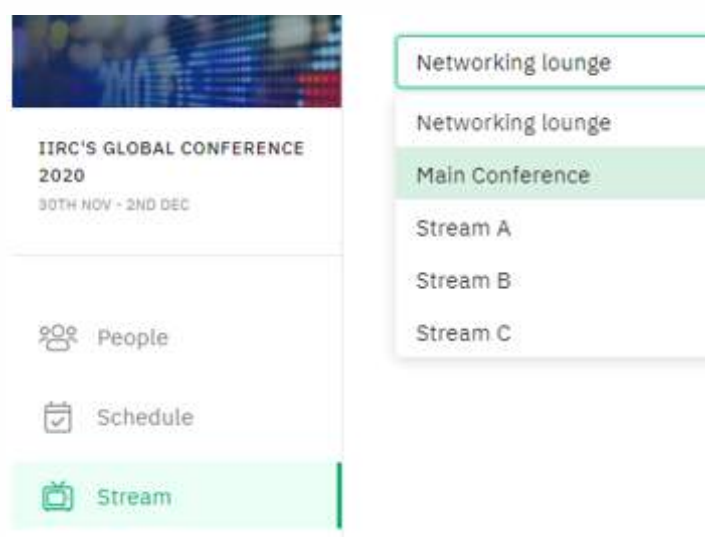 IIRC'S GLOBAL CONFERENCE
2020
30TH NOV - 2ND DEC
People
Schedule
Stream
Networking lounge
Networking lounge
Main Conference
Stream A
Stream B
Stream C